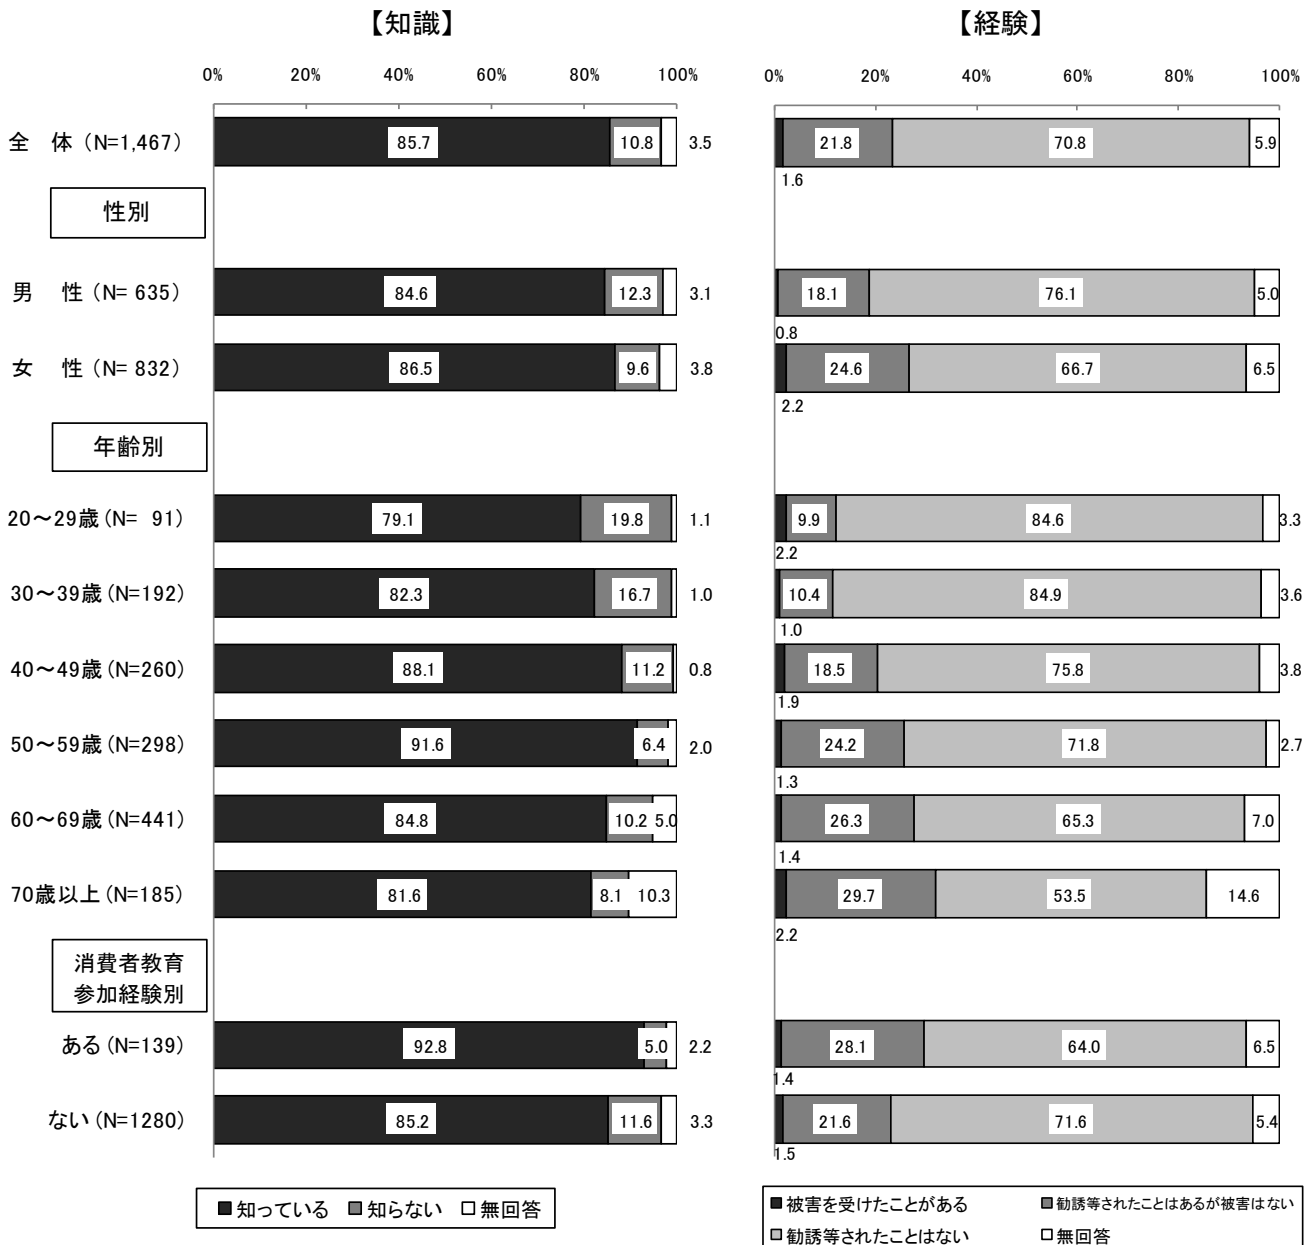 【知識】 【経験】
0% 20% 40% 60% 80% 100% 0% 20% 40% 60% 80% 100%
全 体 (N=1,467) 85.7 10.8 3.5 21.8 70.8 5.9
1.6
性別
男 性 (N= 635) 84.6 12.3 3.1 18.1 76.1 5.0
0.8
女 性 (N= 832) 86.5 9.6 3.8 24.6 66.7 6.5
2.2
年齢別
20～29歳 (N= 91) 79.1 19.8 1.1 9.9 84.6 3.3
2.2
30～39歳 (N=192) 82.3 16.7 1.0 10.4 84.9 3.6
1.0
40～49歳 (N=260) 88.1 11.2 0.8 18.5 75.8 3.8
1.9
50～59歳 (N=298) 91.6 6.4 2.0 24.2 71.8 2.7
1.3
60～69歳 (N=441) 84.8 10.2 5.0 26.3 65.3 7.0
1.4
70歳以上 (N=185) 81.6 8.1 10.3 29.7 53.5 14.6
2.2
消費者教育
参加経験別
ある (N=139) 92.8 5.0 2.2 28.1 64.0 6.5
1.4
ない (N=1280) 85.2 11.6 3.3 21.6 71.6 5.4
1.5
知っている 知らない 無回答
被害を受けたことがある 勧誘等されたことはあるが被害はない
勧誘等されたことはない 無回答